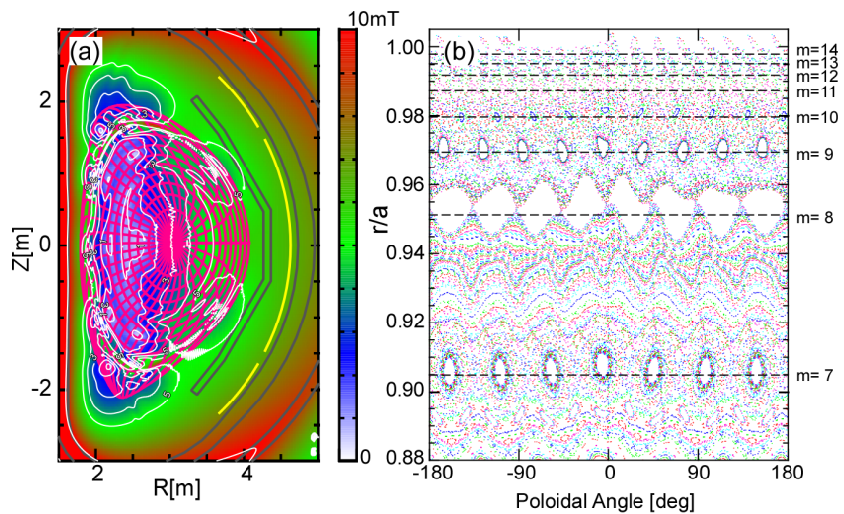 (a)
10mT
0
Z[m]
2
0
-2
2
4
R[m]
(b)
r/a
1.00
0.98
0.96
0.94
0.92
0.90
0.88
-180
-90
0
90
180
Poloidal Angle [deg]
m=14
m=13
m=12
m=11
m=10
m= 9
m= 8
m= 7